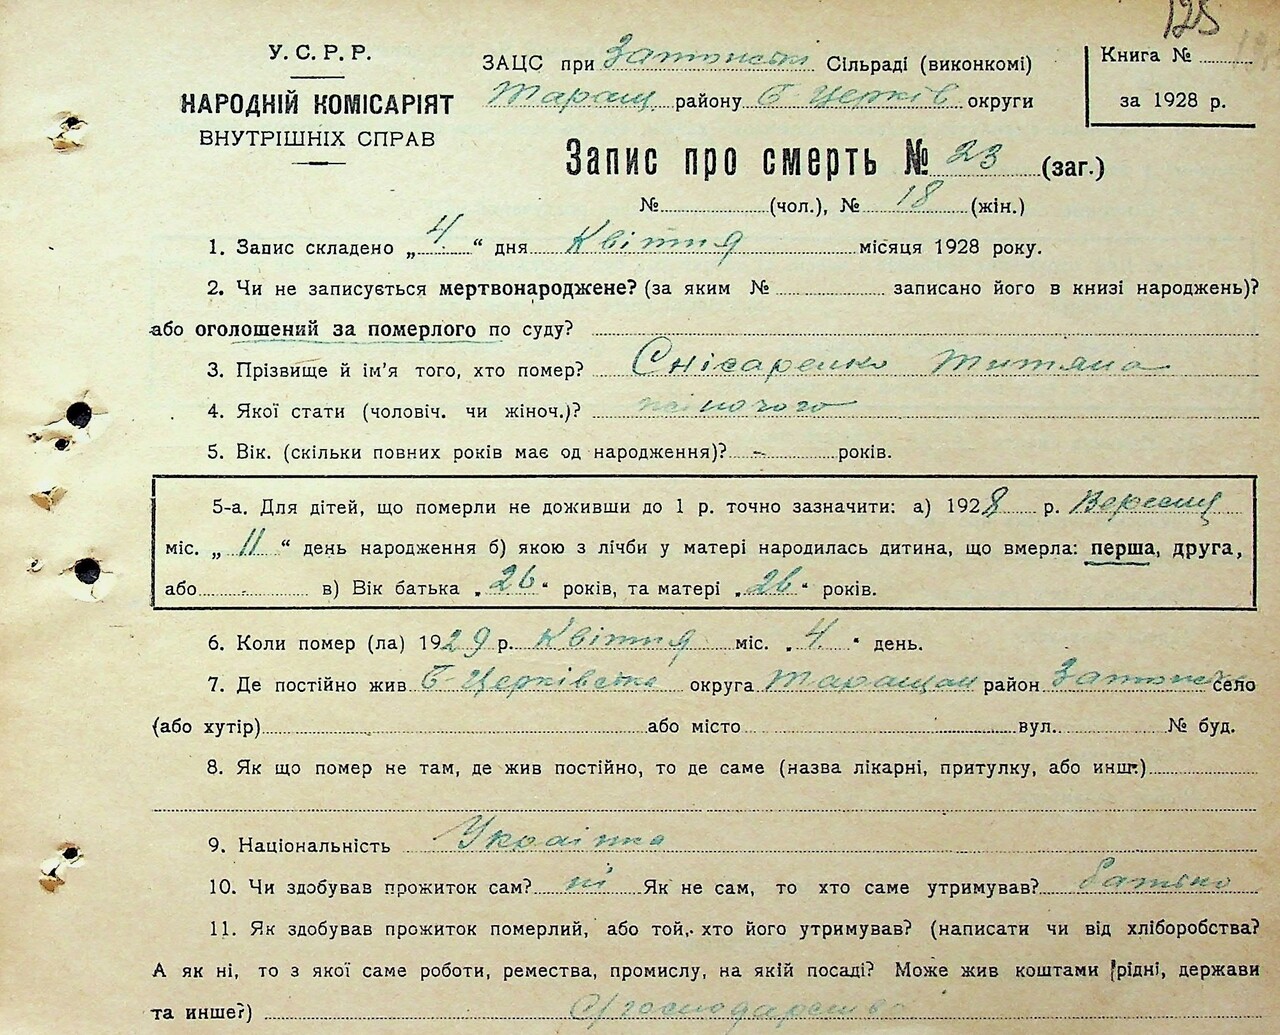 125
У. С. Р. Р.
НАРОДНІЙ КОМІСАРІЯТ
ВНУТРІШНІХ СПРАВ
ЗАЦС при Сільраді (виконкомі)
Таращ району Б Церків округи
Книга №
за 1928 р.
Запис про смерть № 23 (заг.)
№ (чол.), № 18 (жін.)
1. Запис складено „4“ дня Квітня місяця 1928 року.
2. Чи не записується мертвонароджене? (за яким № записано його в книзі народжень)?
або оголошений за померлого по суду?
3. Прізвище й ім'я того, хто помер? Снісаренко Титяна
4. Якої стати (чоловіч. чи жіноч.)? жіночого
5. Вік. (скільки повних років має од народження)? - років.
5-а. Для дітей, що померли не доживши до 1 р. точно зазначити: а) 1928 р. Вересня
міс. „11“ день народження б) якою з лічби у матері народилась дитина, що вмерла: перша, друга,
або в) Вік батька „26“ років, та матері „26“ років.
6. Коли помер (ла) 1929 р. Квітня міс. „4“ день.
7. Де постійно жив Б-Церківська округа Таращан район село
(або хутір) або місто вул. № буд.
8. Як що помер не там, де жив постійно, то де саме (назва лікарні, притулку, або инш.)
9. Національність Українка
10. Чи здобував прожиток сам? ні Як не сам, то хто саме утримував? батько
11. Як здобував прожиток померлий, або той, хто його утримував? (написати чи від хліборобства?
А як ні, то з якої саме роботи, ремества, промислу, на якій посаді? Може жив коштами рідні, держави
та инше?)